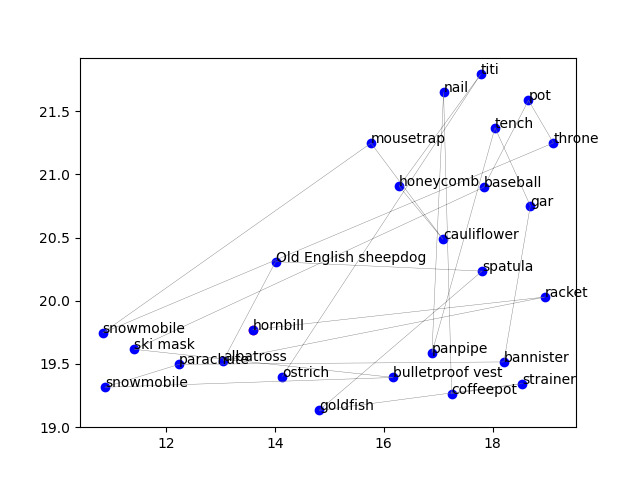 titi
nail
pot
21.5
tench
mousetrap
throne
21.0
honeycomb
baseball
gar
20.5
cauliflower
Old English sheepdog
spatula
20.0
racket
snowmobile
hornbill
ski mask
panpipe
19.5
parachute
albatross
bannister
ostrich
bulletproof vest
snowmobile
strainer
coffeepot
goldfish
19.0
12
14
16
18